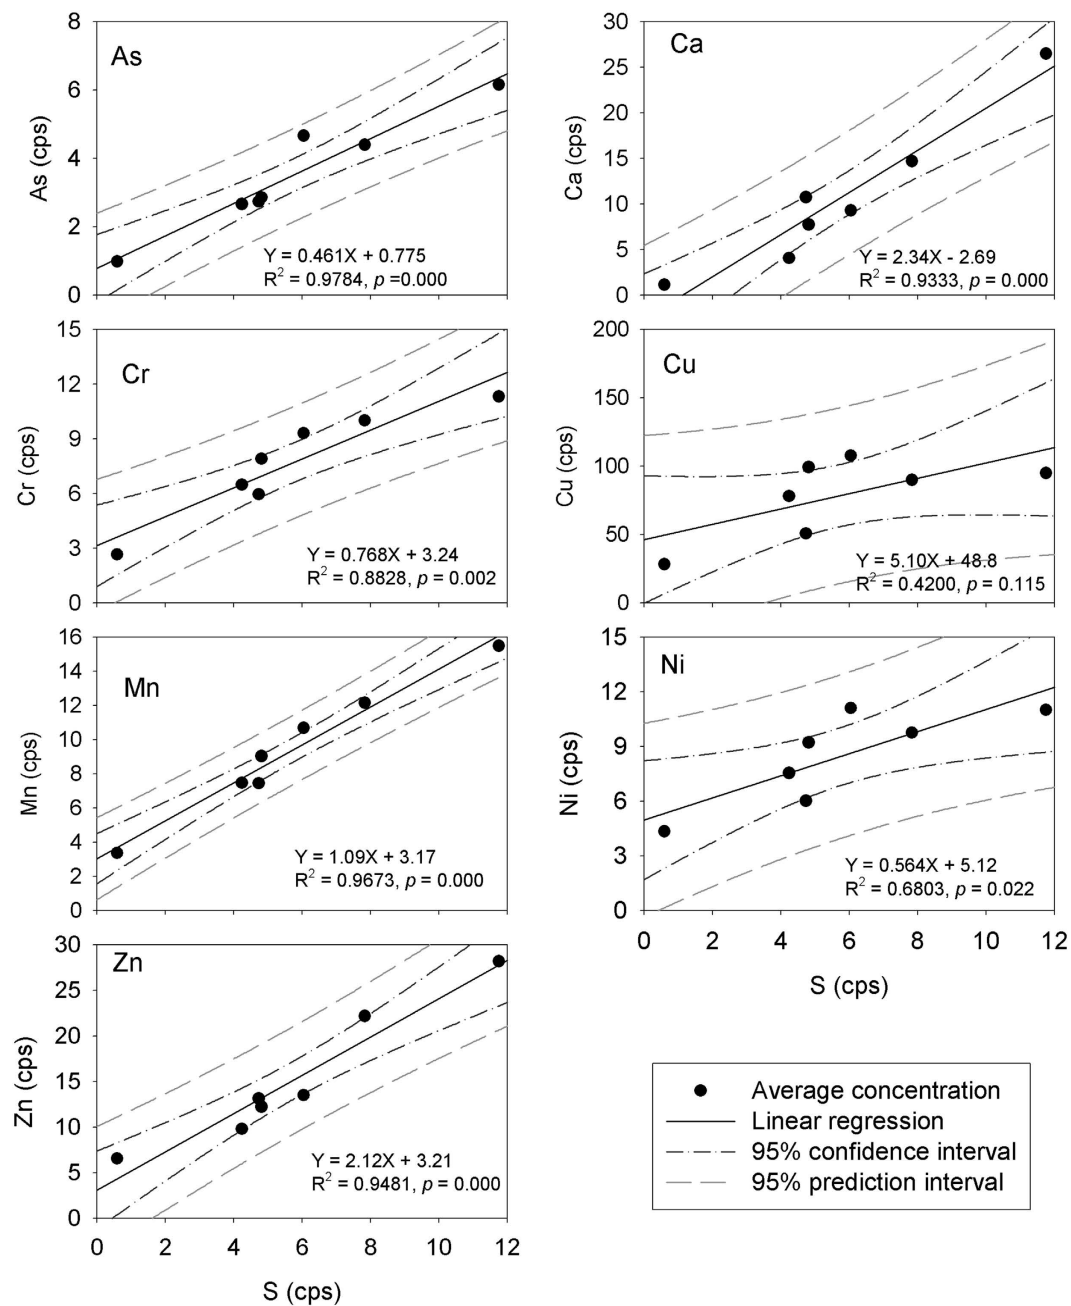 As
As (cps)
8
6
4
2
0
Y = 0.461X + 0.775
R² = 0.9784, p =0.000
Ca
Ca (cps)
30
25
20
15
10
5
0
Y = 2.34X - 2.69
R² = 0.9333, p = 0.000
Cr
Cr (cps)
15
12
9
6
3
0
Y = 0.768X + 3.24
R² = 0.8828, p = 0.002
Cu
Cu (cps)
200
150
100
50
0
Y = 5.10X + 48.8
R² = 0.4200, p = 0.115
Mn
Mn (cps)
16
14
12
10
8
6
4
2
0
Y = 1.09X + 3.17
R² = 0.9673, p = 0.000
Ni
Ni (cps)
15
12
9
6
3
0
Y = 0.564X + 5.12
R² = 0.6803, p = 0.022
0 2 4 6 8 10 12
S (cps)
Zn
Zn (cps)
30
25
20
15
10
5
0
Y = 2.12X + 3.21
R² = 0.9481, p = 0.000
0 2 4 6 8 10 12
S (cps)
Average concentration
Linear regression
95% confidence interval
95% prediction interval